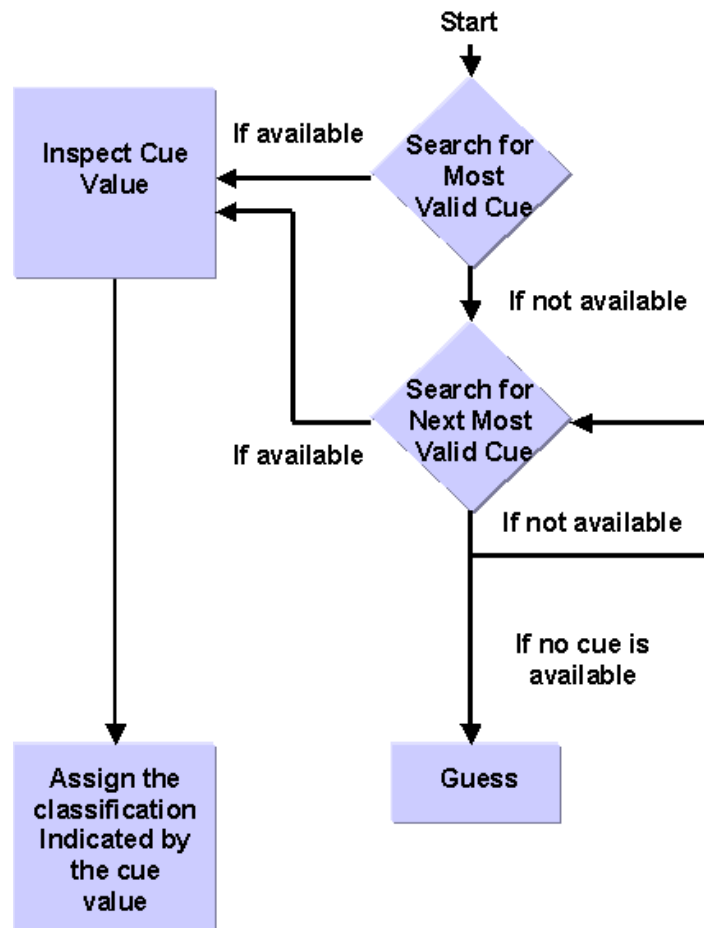 Start
If available
Search for
Most
Valid Cue
Inspect Cue
Value
If not available
Search for
Next Most
Valid Cue
If available
If not available
If no cue is
available
Assign the
classification
Indicated by
the cue
value
Guess